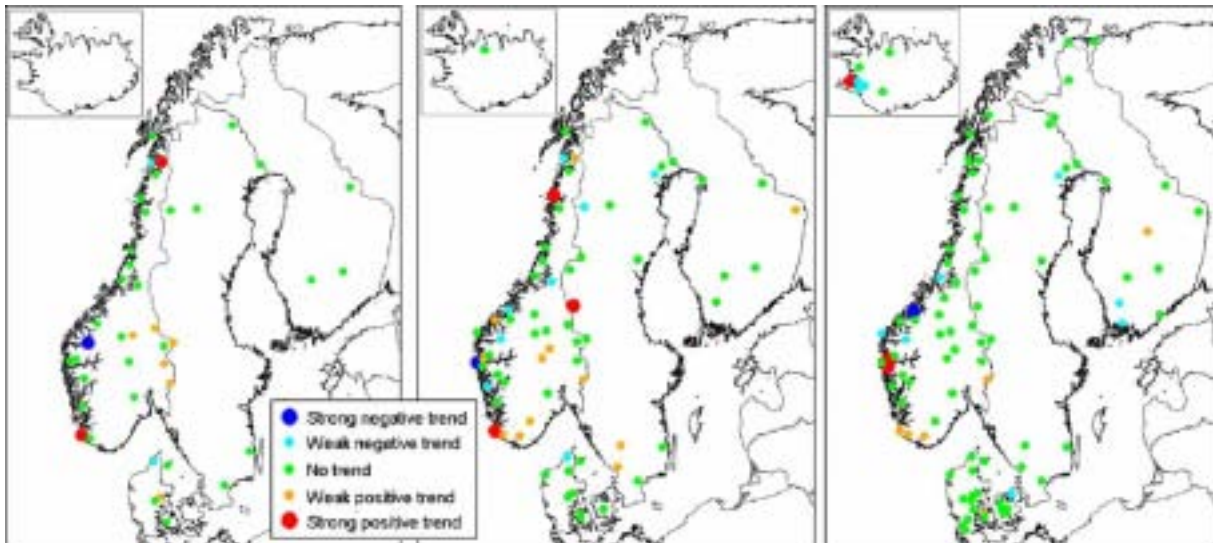 Strong negative trend
Weak negative trend
No trend
Weak positive trend
Strong positive trend